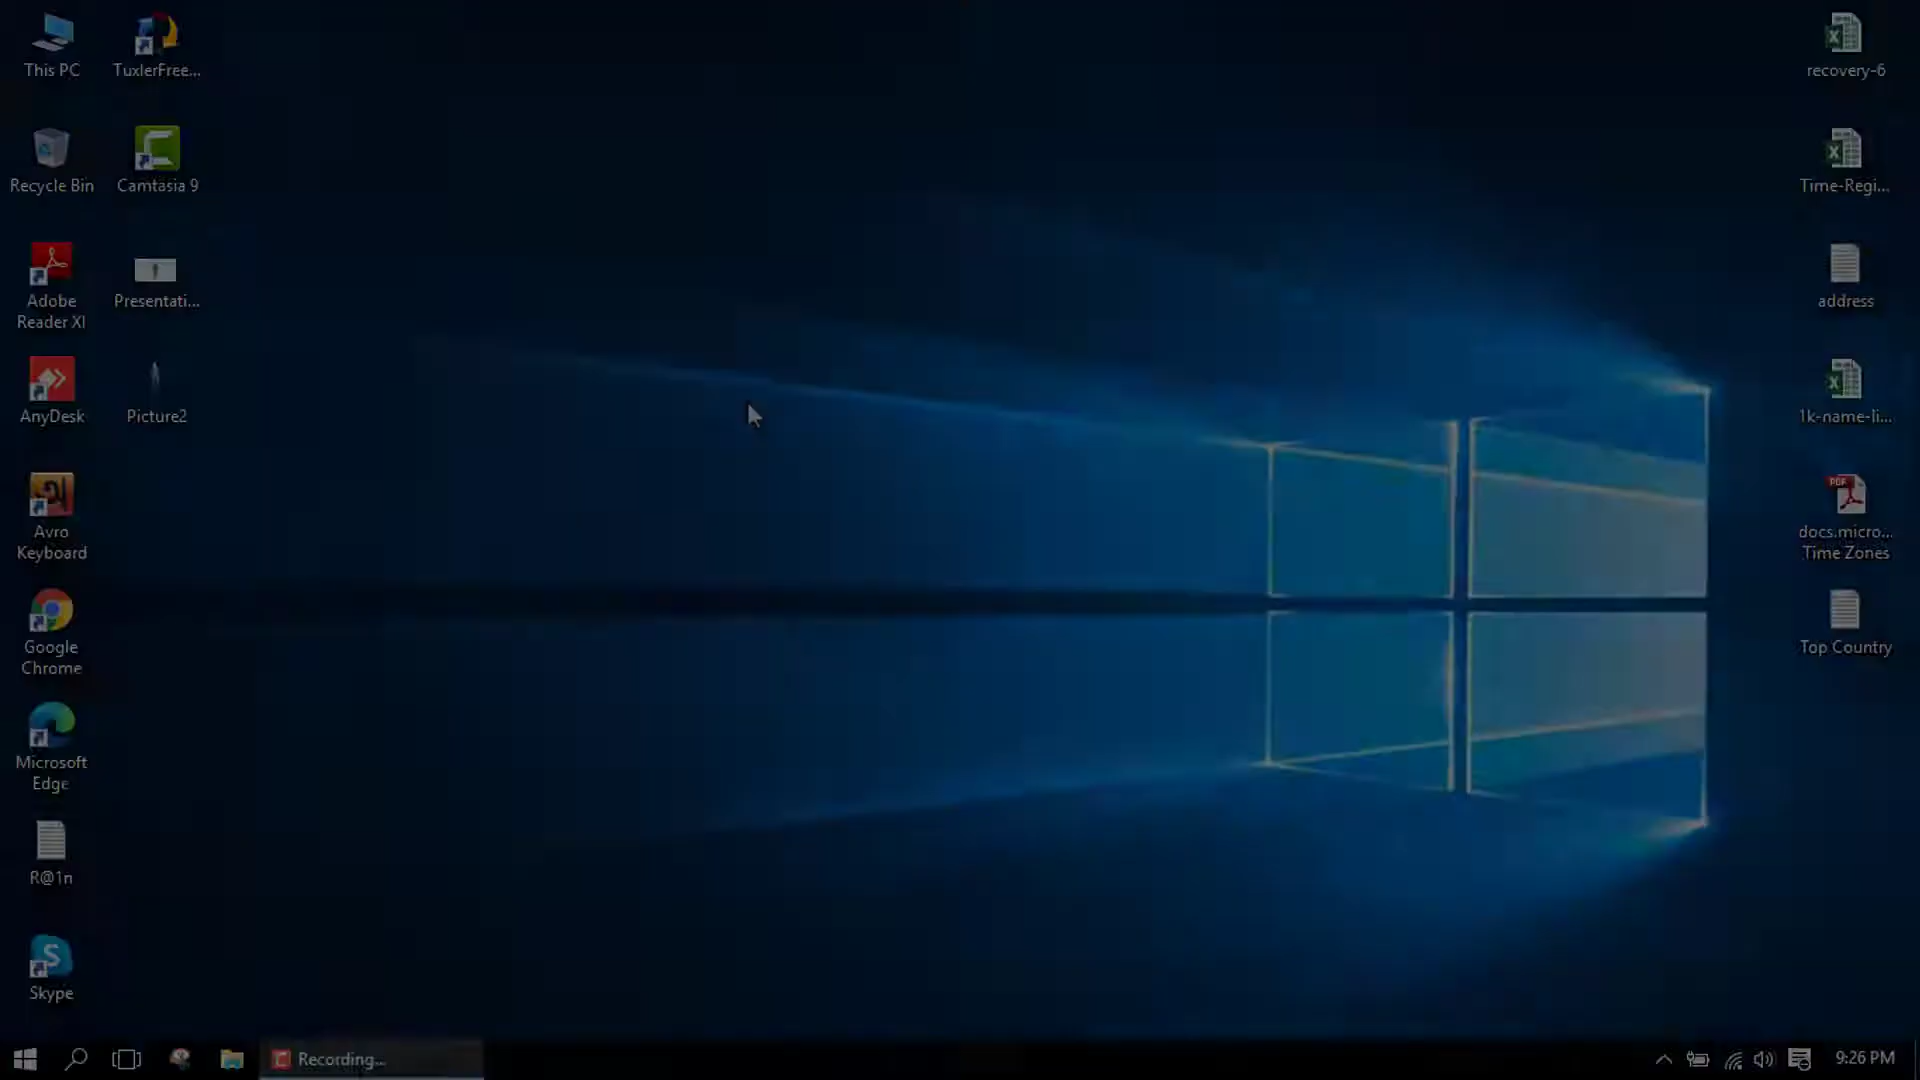 This PC
TuxlerFree...
Recycle Bin
Camtasia 9
Adobe
Reader XI
Presentati...
AnyDesk
Picture2
Avro
Keyboard
Google
Chrome
Microsoft
Edge
R@1n
Skype
recovery-6
Time-Regi...
address
1k-name-li...
PDF
docs.micro...
Time Zones
Top Country
Recording...
9:26 PM